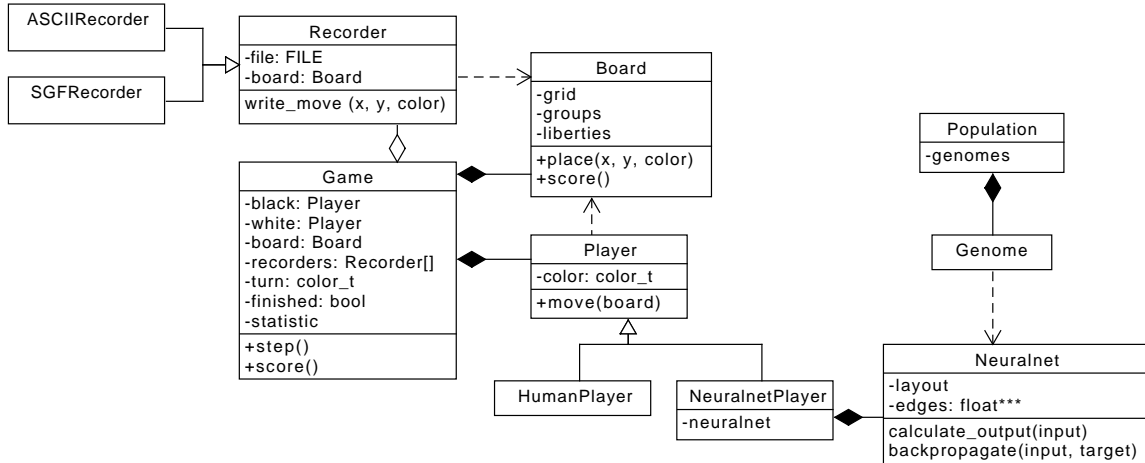 ASCIIRecorder
SGFRecorder
Recorder
-file: FILE
-board: Board
write_move (x, y, color)
Game
-black: Player
-white: Player
-board: Board
-recorders: Recorder[]
-turn: color_t
-finished: bool
-statistic
+step()
+score()
Board
-grid
-groups
-liberties
+place(x, y, color)
+score()
Player
-color: color_t
+move(board)
HumanPlayer
NeuralnetPlayer
-neuralnet
Population
-genomes
Genome
Neuralnet
-layout
-edges: float***
calculate_output(input)
backpropagate(input, target)